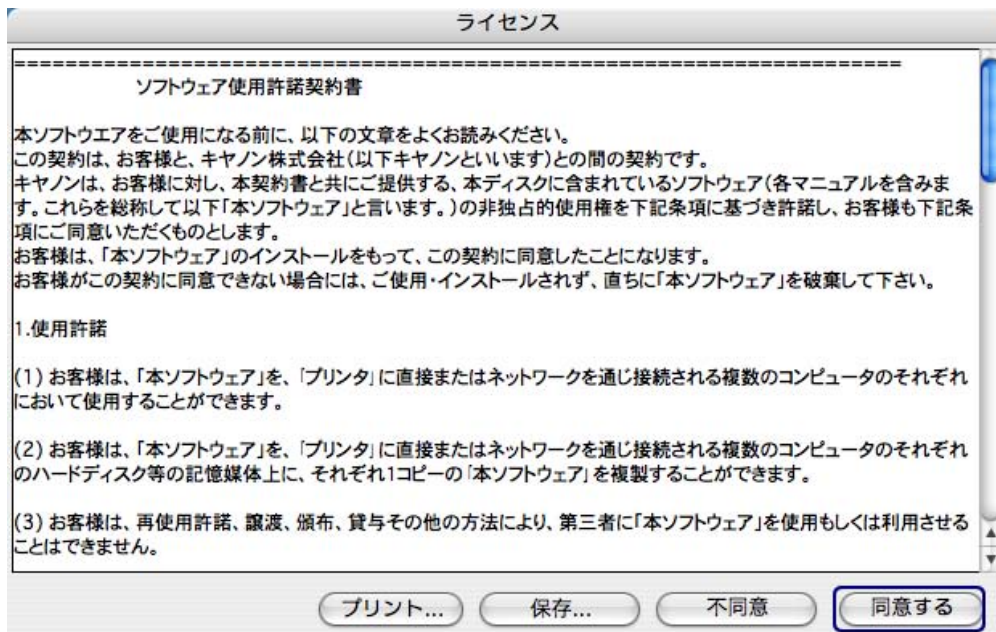 ライセンス
=====================================================================
ソフトウェア使用許諾契約書
本ソフトウエアをご使用になる前に、以下の文章をよくお読みください。
この契約は、お客様と、キヤノン株式会社(以下キヤノンといいます)との間の契約です。
キヤノンは、お客様に対し、本契約書と共にご提供する、本ディスクに含まれているソフトウェア(各マニュアルを含みま
す。これらを総称して以下「本ソフトウェア」と言います。)の非独占的使用権を下記条項に基づき許諾し、お客様も下記条
項にご同意いただくものとします。
お客様は、「本ソフトウェア」のインストールをもって、この契約に同意したことになります。
お客様がこの契約に同意できない場合には、ご使用・インストールされず、直ちに「本ソフトウェア」を破棄して下さい。
1.使用許諾
(1) お客様は、「本ソフトウェア」を、「プリンタ」に直接またはネットワークを通じ接続される複数のコンピュータのそれぞれ
において使用することができます。
(2) お客様は、「本ソフトウェア」を、「プリンタ」に直接またはネットワークを通じ接続される複数のコンピュータのそれぞれ
のハードディスク等の記憶媒体上に、それぞれ1コピーの「本ソフトウェア」を複製することができます。
(3) お客様は、再使用許諾、譲渡、頒布、貸与その他の方法により、第三者に「本ソフトウェア」を使用もしくは利用させる
ことはできません。
プリント... 保存... 不同意 同意する